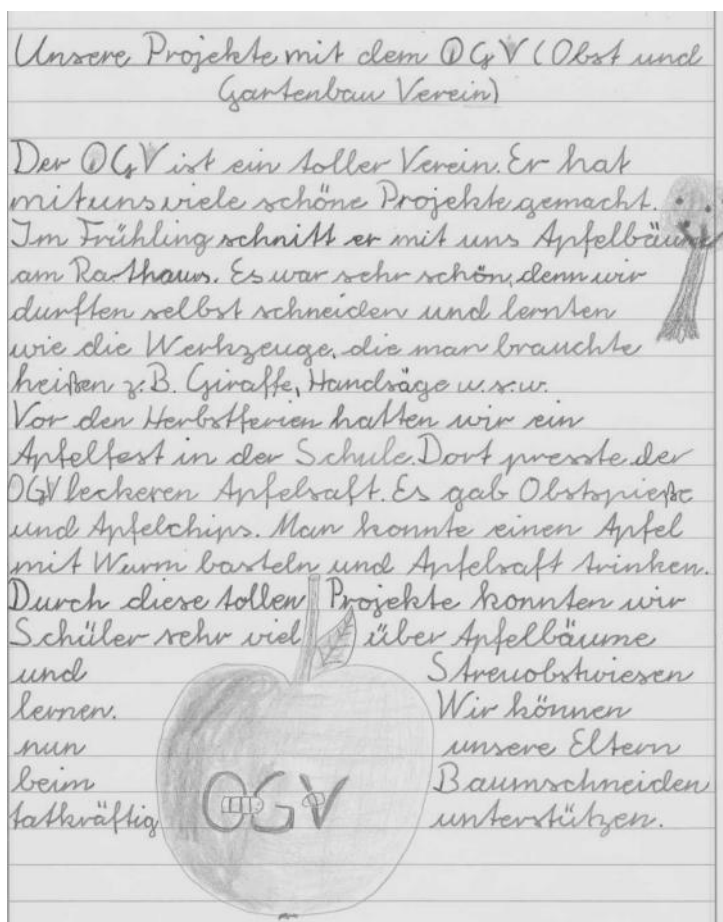 Unsere Projekte mit dem OGV (Obst und
Gartenbau Verein)
Der OGV ist ein toller Verein. Er hat
mit uns viele schöne Projekte gemacht.
Im Frühling schnitt er mit uns Apfelbäume
am Rathaus. Es war sehr schön, denn wir
durften selbst schneiden und lernten
wie die Werkzeuge, die man brauchte
heißen z.B. Giraffe, Handsäge u.s.w.
Vor den Herbstferien hatten wir ein
Apfelfest in der Schule. Dort presste der
OGV leckeren Apfelsaft. Es gab Obstspieße
und Apfelchips. Man konnte einen Apfel
mit Wurm basteln und Apfelsaft trinken.
Durch diese tollen Projekte konnten wir
Schüler sehr viel über Apfelbäume
und Streuobstwiesen
lernen. Wir können
nun unsere Eltern
beim Baumschneiden
tatkräftig unterstützen.
OGV